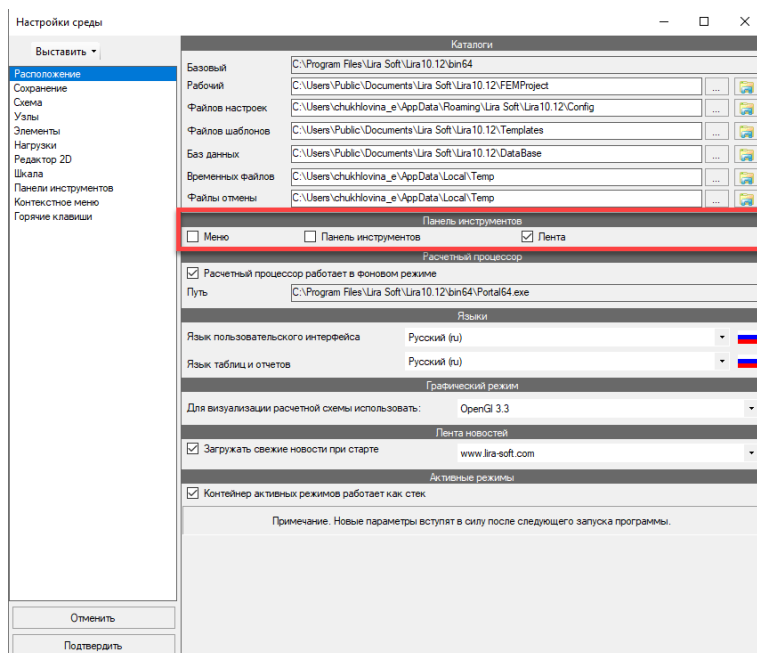 Настройки среды
Выставить
Расположение
Сохранение
Схема
Узлы
Элементы
Нагрузки
Редактор 2D
Шкала
Панели инструментов
Контекстное меню
Горячие клавиши
Отменить
Подтвердить
Каталоги
Базовый C:\Program Files\Lira Soft\Lira10.12\bin64
Рабочий C:\Users\Public\Documents\Lira Soft\Lira10.12\FEMProject ...
Файлов настроек C:\Users\chukhlovina_e\AppData\Roaming\Lira Soft\Lira10.12\Config ...
Файлов шаблонов C:\Users\Public\Documents\Lira Soft\Lira10.12\Templates ...
Баз данных C:\Users\Public\Documents\Lira Soft\Lira10.12\DataBase ...
Временных файлов C:\Users\chukhlovina_e\AppData\Local\Temp ...
Файлы отмены C:\Users\chukhlovina_e\AppData\Local\Temp ...
Панель инструментов
Меню Панель инструментов Лента
Расчетный процессор
Расчетный процессор работает в фоновом режиме
Путь C:\Program Files\Lira Soft\Lira10.12\bin64\Portal64.exe
Языки
Язык пользовательского интерфейса Русский (ru)
Язык таблиц и отчетов Русский (ru)
Графический режим
Для визуализации расчетной схемы использовать: OpenGl 3.3
Лента новостей
Загружать свежие новости при старте www.lira-soft.com
Активные режимы
Контейнер активных режимов работает как стек
Примечание. Новые параметры вступят в силу после следующего запуска программы.